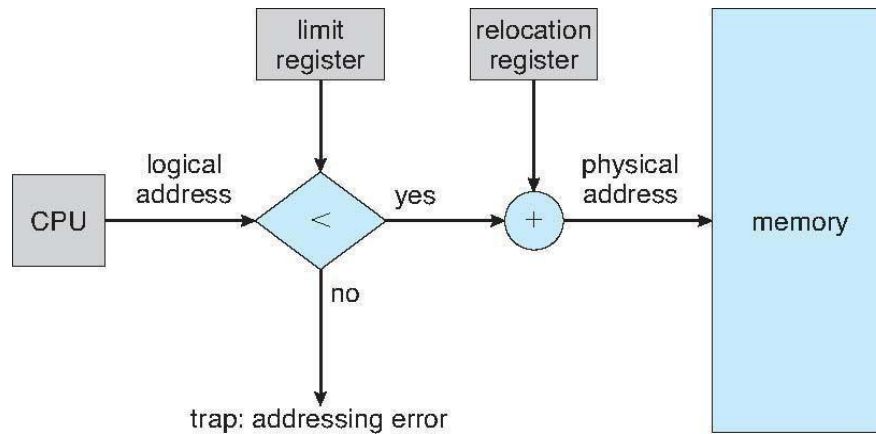 limit
register
relocation
register
logical
address
physical
address
CPU
<
yes
+
memory
no
trap: addressing error